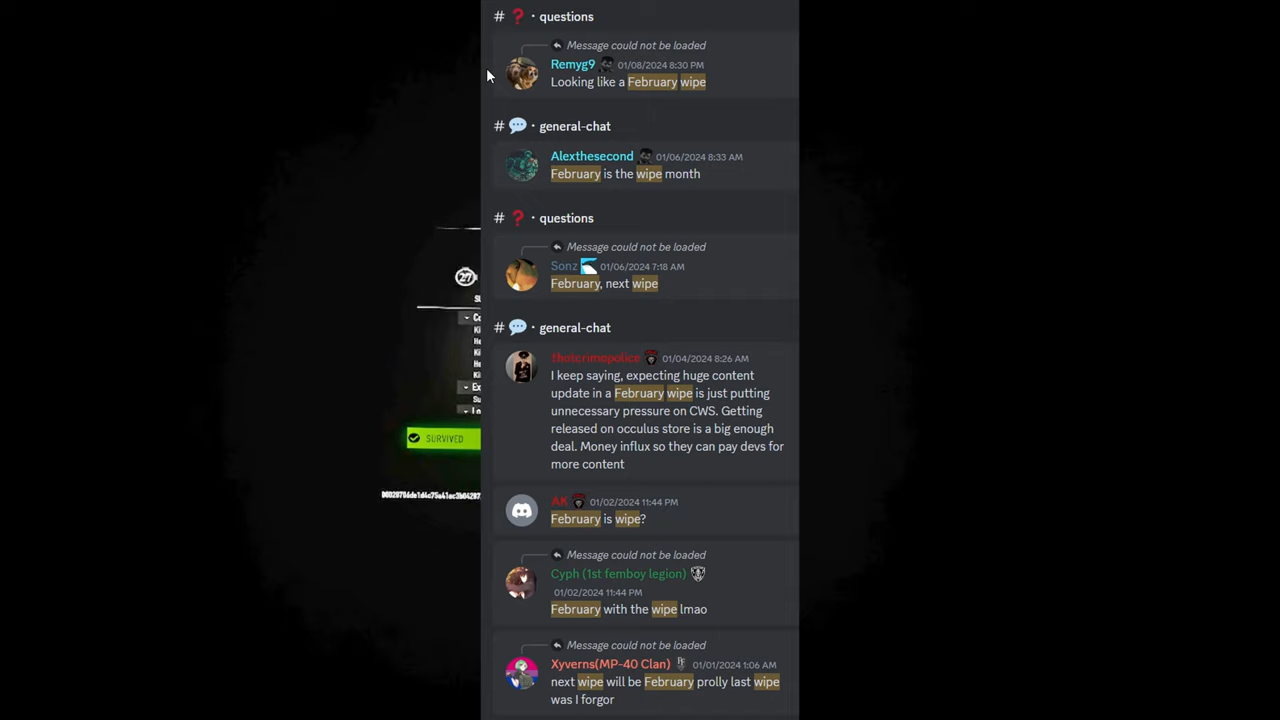 # ❓ • questions
Message could not be loaded
Remyg9 01/08/2024 8:30 PM
Looking like a February wipe
# 💬 • general-chat
Alexthesecond 01/06/2024 8:33 AM
February is the wipe month
# ❓ • questions
Message could not be loaded
Sonz 01/06/2024 7:18 AM
February, next wipe
# 💬 • general-chat
thotcrimepolice 01/04/2024 8:26 AM
I keep saying, expecting huge content
update in a February wipe is just putting
unnecessary pressure on CWS. Getting
released on occulus store is a big enough
deal. Money influx so they can pay devs for
more content
AK 01/02/2024 11:44 PM
February is wipe?
Message could not be loaded
Cyph (1st femboy legion)
01/02/2024 11:44 PM
February with the wipe lmao
Message could not be loaded
Xyverns(MP-40 Clan) 01/01/2024 1:06 AM
next wipe will be February prolly last wipe
was I forgor
27
SURVIVED